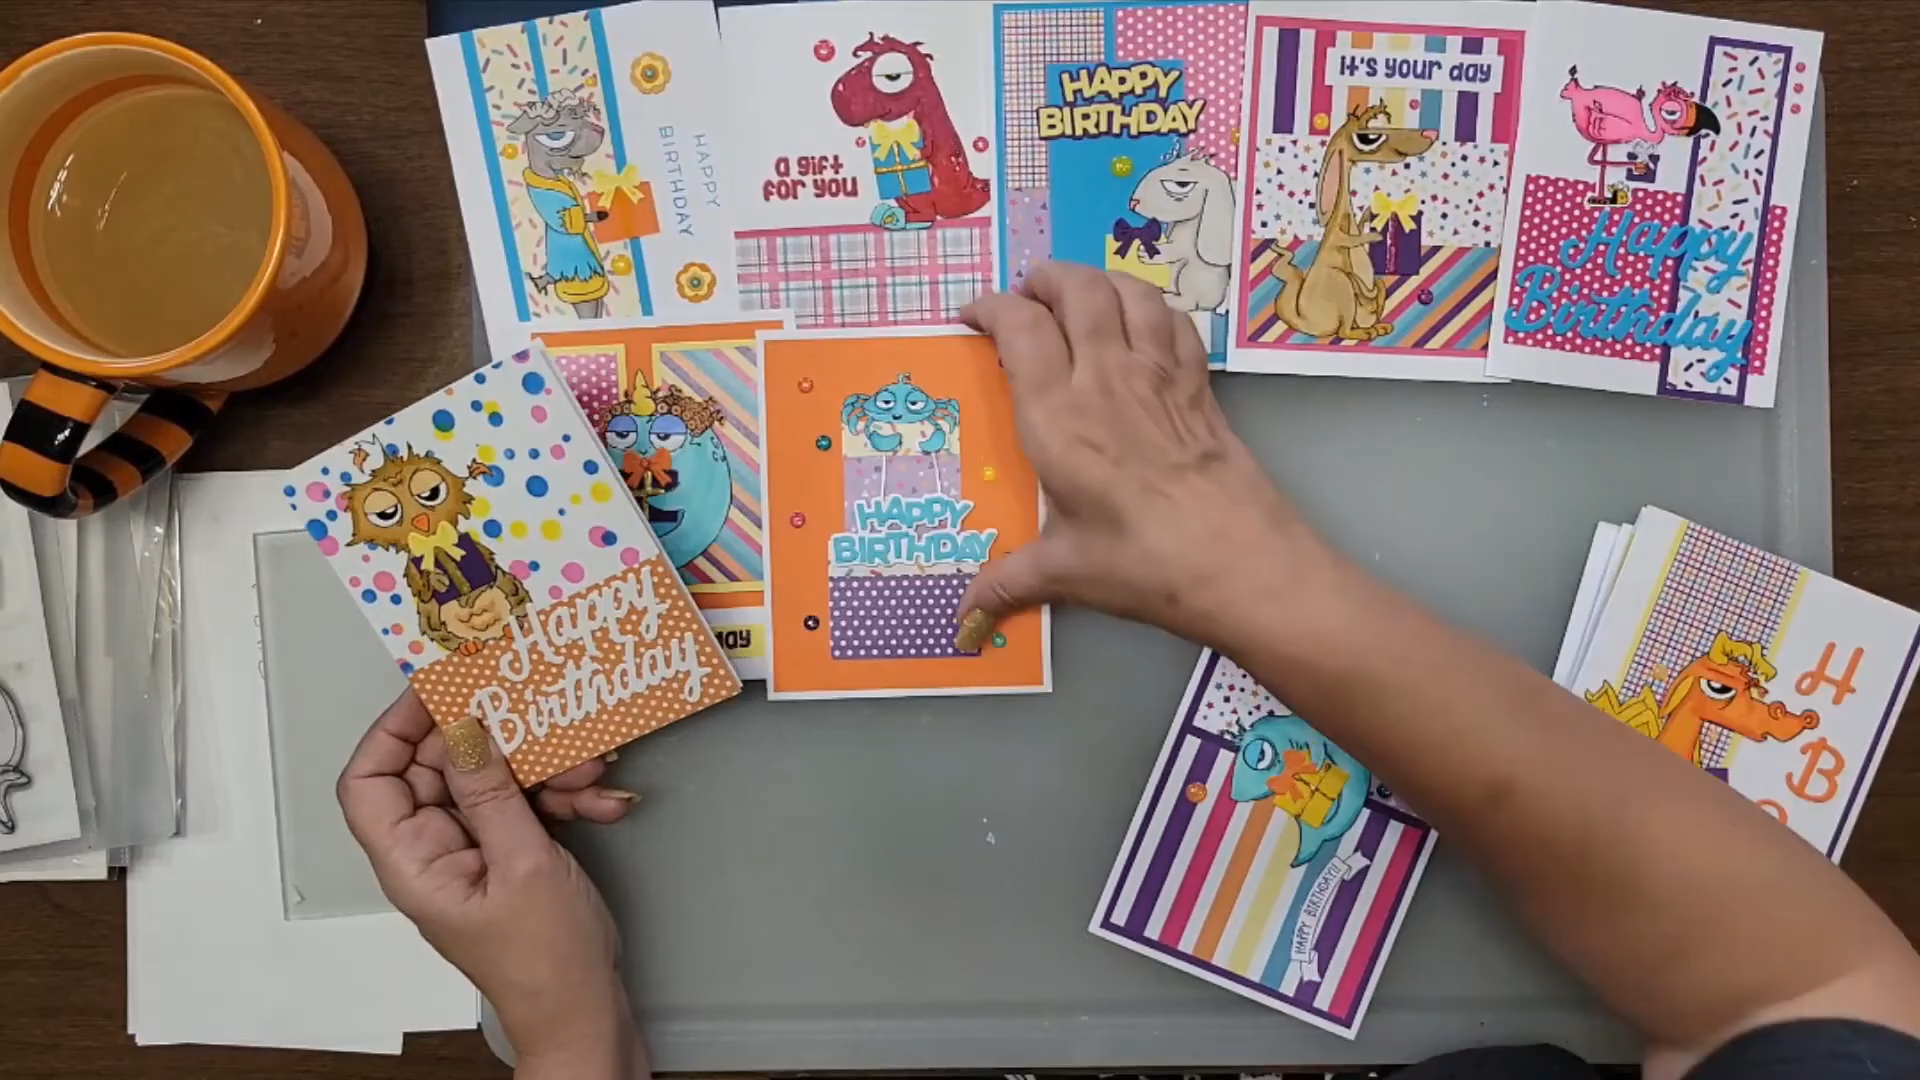 HAPPY
BIRTHDAY
a gift
for you
HAPPY
BIRTHDAY
it's your day
Happy
Birthday
Happy
Birthday
HAPPY
BIRTHDAY
HAPPY BIRTHDAY!!
H
B